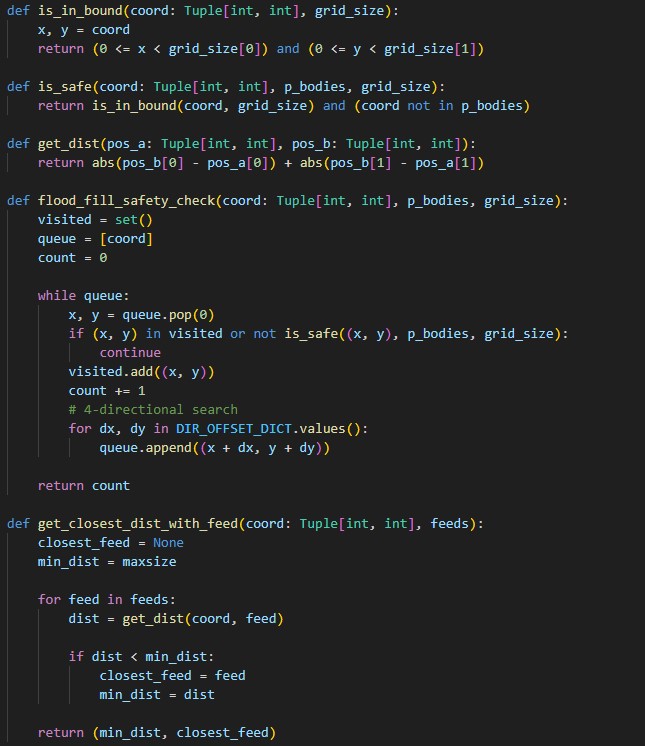 def is_in_bound(coord: Tuple[int, int], grid_size):
    x, y = coord
    return (0 <= x < grid_size[0]) and (0 <= y < grid_size[1])

def is_safe(coord: Tuple[int, int], p_bodies, grid_size):
    return is_in_bound(coord, grid_size) and (coord not in p_bodies)

def get_dist(pos_a: Tuple[int, int], pos_b: Tuple[int, int]):
    return abs(pos_b[0] - pos_a[0]) + abs(pos_b[1] - pos_a[1])

def flood_fill_safety_check(coord: Tuple[int, int], p_bodies, grid_size):
    visited = set()
    queue = [coord]
    count = 0

    while queue:
        x, y = queue.pop(0)
        if (x, y) in visited or not is_safe((x, y), p_bodies, grid_size):
            continue
        visited.add((x, y))
        count += 1
        # 4-directional search
        for dx, dy in DIR_OFFSET_DICT.values():
            queue.append((x + dx, y + dy))

    return count

def get_closest_dist_with_feed(coord: Tuple[int, int], feeds):
    closest_feed = None
    min_dist = maxsize

    for feed in feeds:
        dist = get_dist(coord, feed)

        if dist < min_dist:
            closest_feed = feed
            min_dist = dist

    return (min_dist, closest_feed)